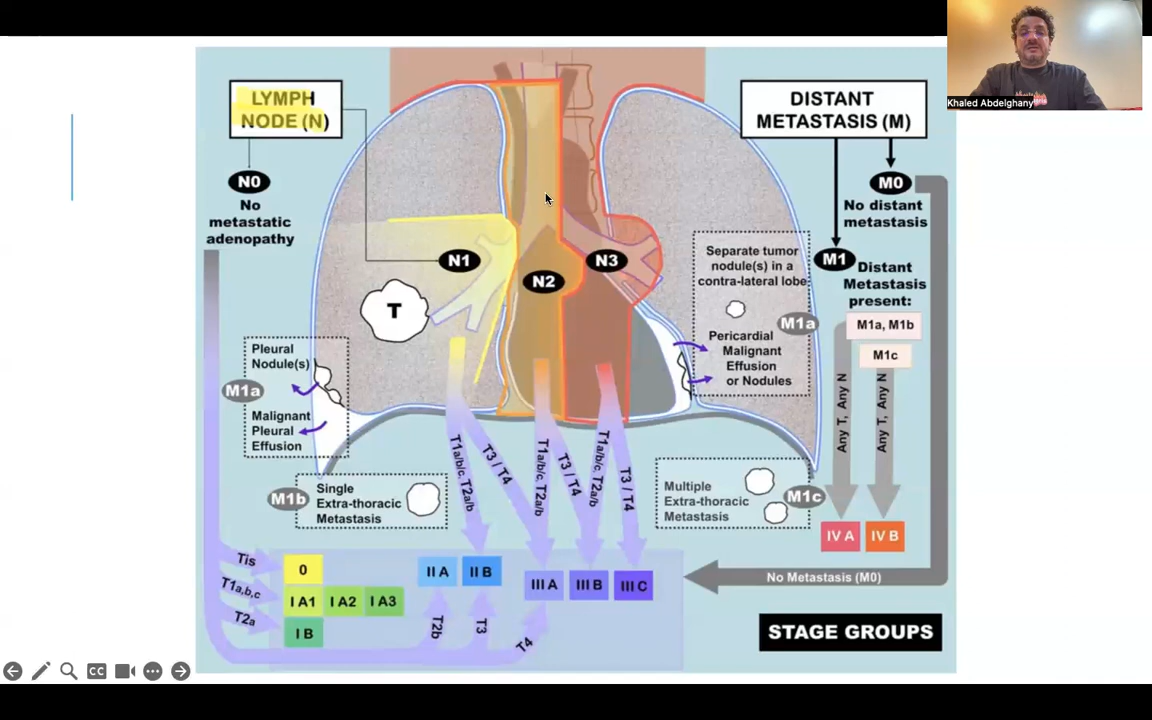 Khaled Abdelghany
LYMPH
NODE (N)
N0
No
metastatic
adenopathy
N1
N2
N3
T
DISTANT
METASTASIS (M)
M0
No distant
metastasis
M1
Distant
Metastasis
present:
M1a, M1b
M1c
Separate tumor
nodule(s) in a
contra-lateral lobe
M1a
Pericardial
Malignant
Effusion
or Nodules
Pleural
Nodule(s)
M1a
Malignant
Pleural
Effusion
M1b
Single
Extra-thoracic
Metastasis
Multiple
Extra-thoracic
Metastasis
M1c
T1a/b/c, T2a/b
T3 / T4
T1a/b/c, T2a/b
T3 / T4
T1a/b/c, T2a/b
T3 / T4
Any T, Any N
Any T, Any N
IV A
IV B
Tis
T1a,b,c
T2a
0
I A1
I A2
I A3
I B
II A
II B
III A
III B
III C
T2b
T3
T4
No Metastasis (M0)
STAGE GROUPS
CC